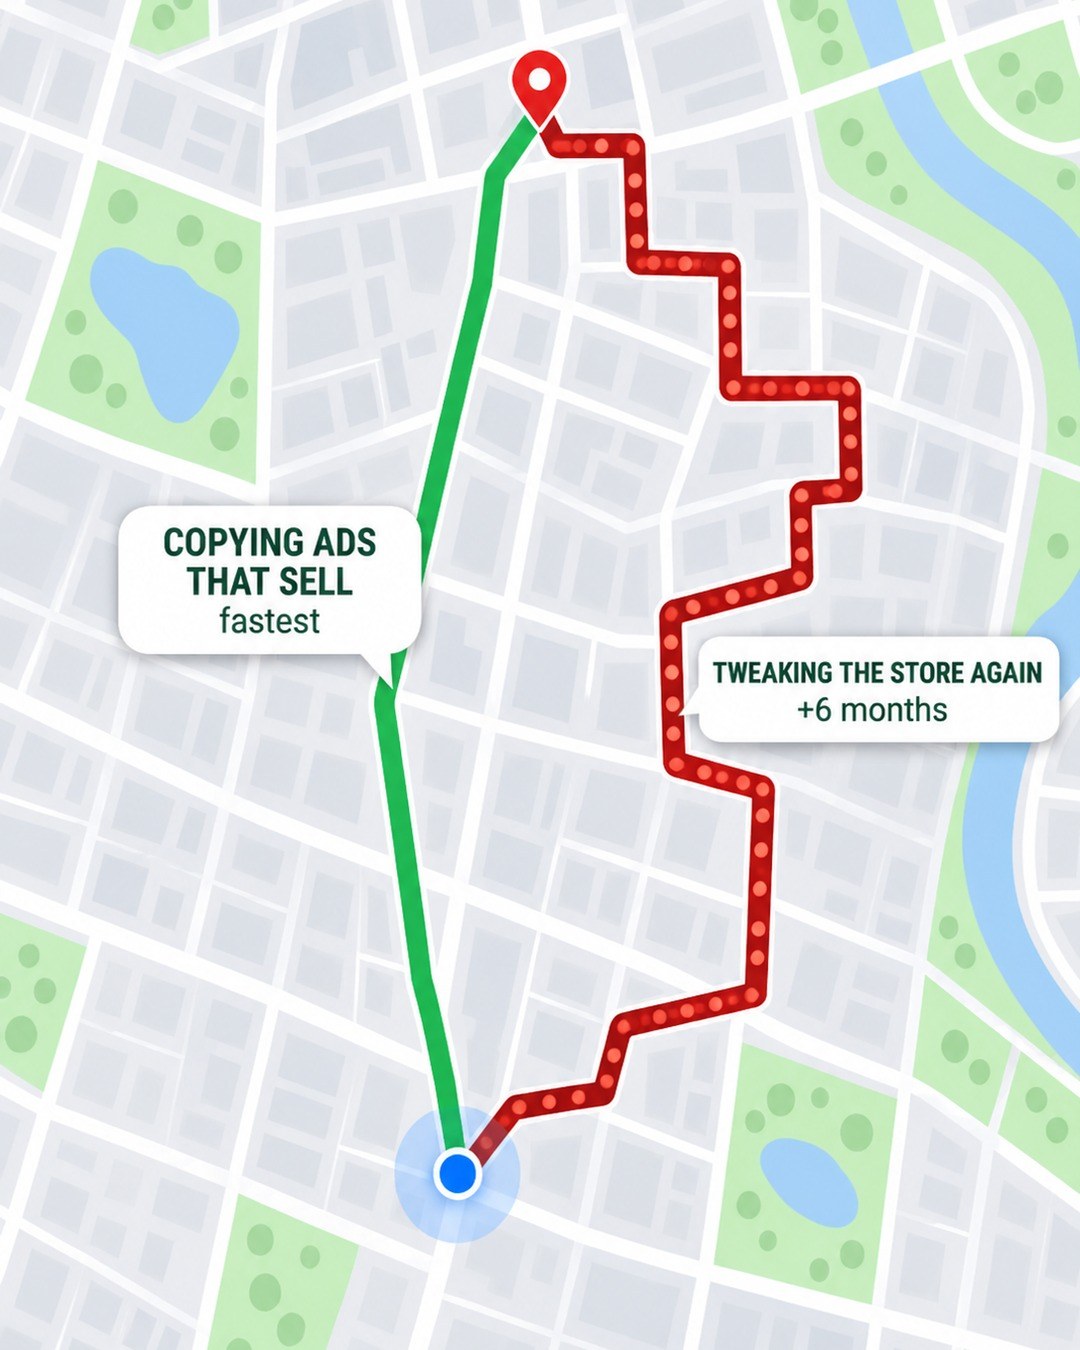 COPYING ADS
THAT SELL
fastest
TWEAKING THE STORE AGAIN
+6 months